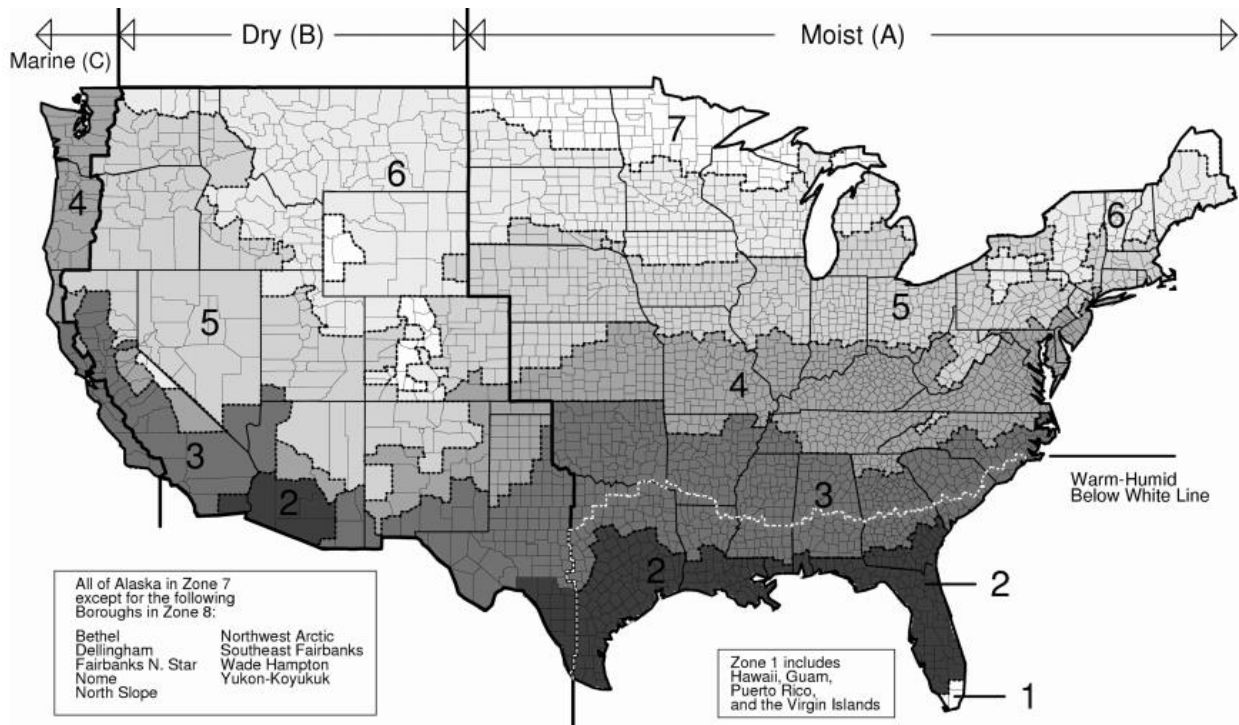 Dry (B)
Moist (A)
Marine (C)
7
6
4
6
5
5
4
3
3
2
2
2
1
Warm-Humid
Below White Line
All of Alaska in Zone 7
except for the following
Boroughs in Zone 8:
Bethel
Dellingham
Fairbanks N. Star
Nome
North Slope
Northwest Arctic
Southeast Fairbanks
Wade Hampton
Yukon-Koyukuk
Zone 1 includes
Hawaii, Guam,
Puerto Rico,
and the Virgin Islands